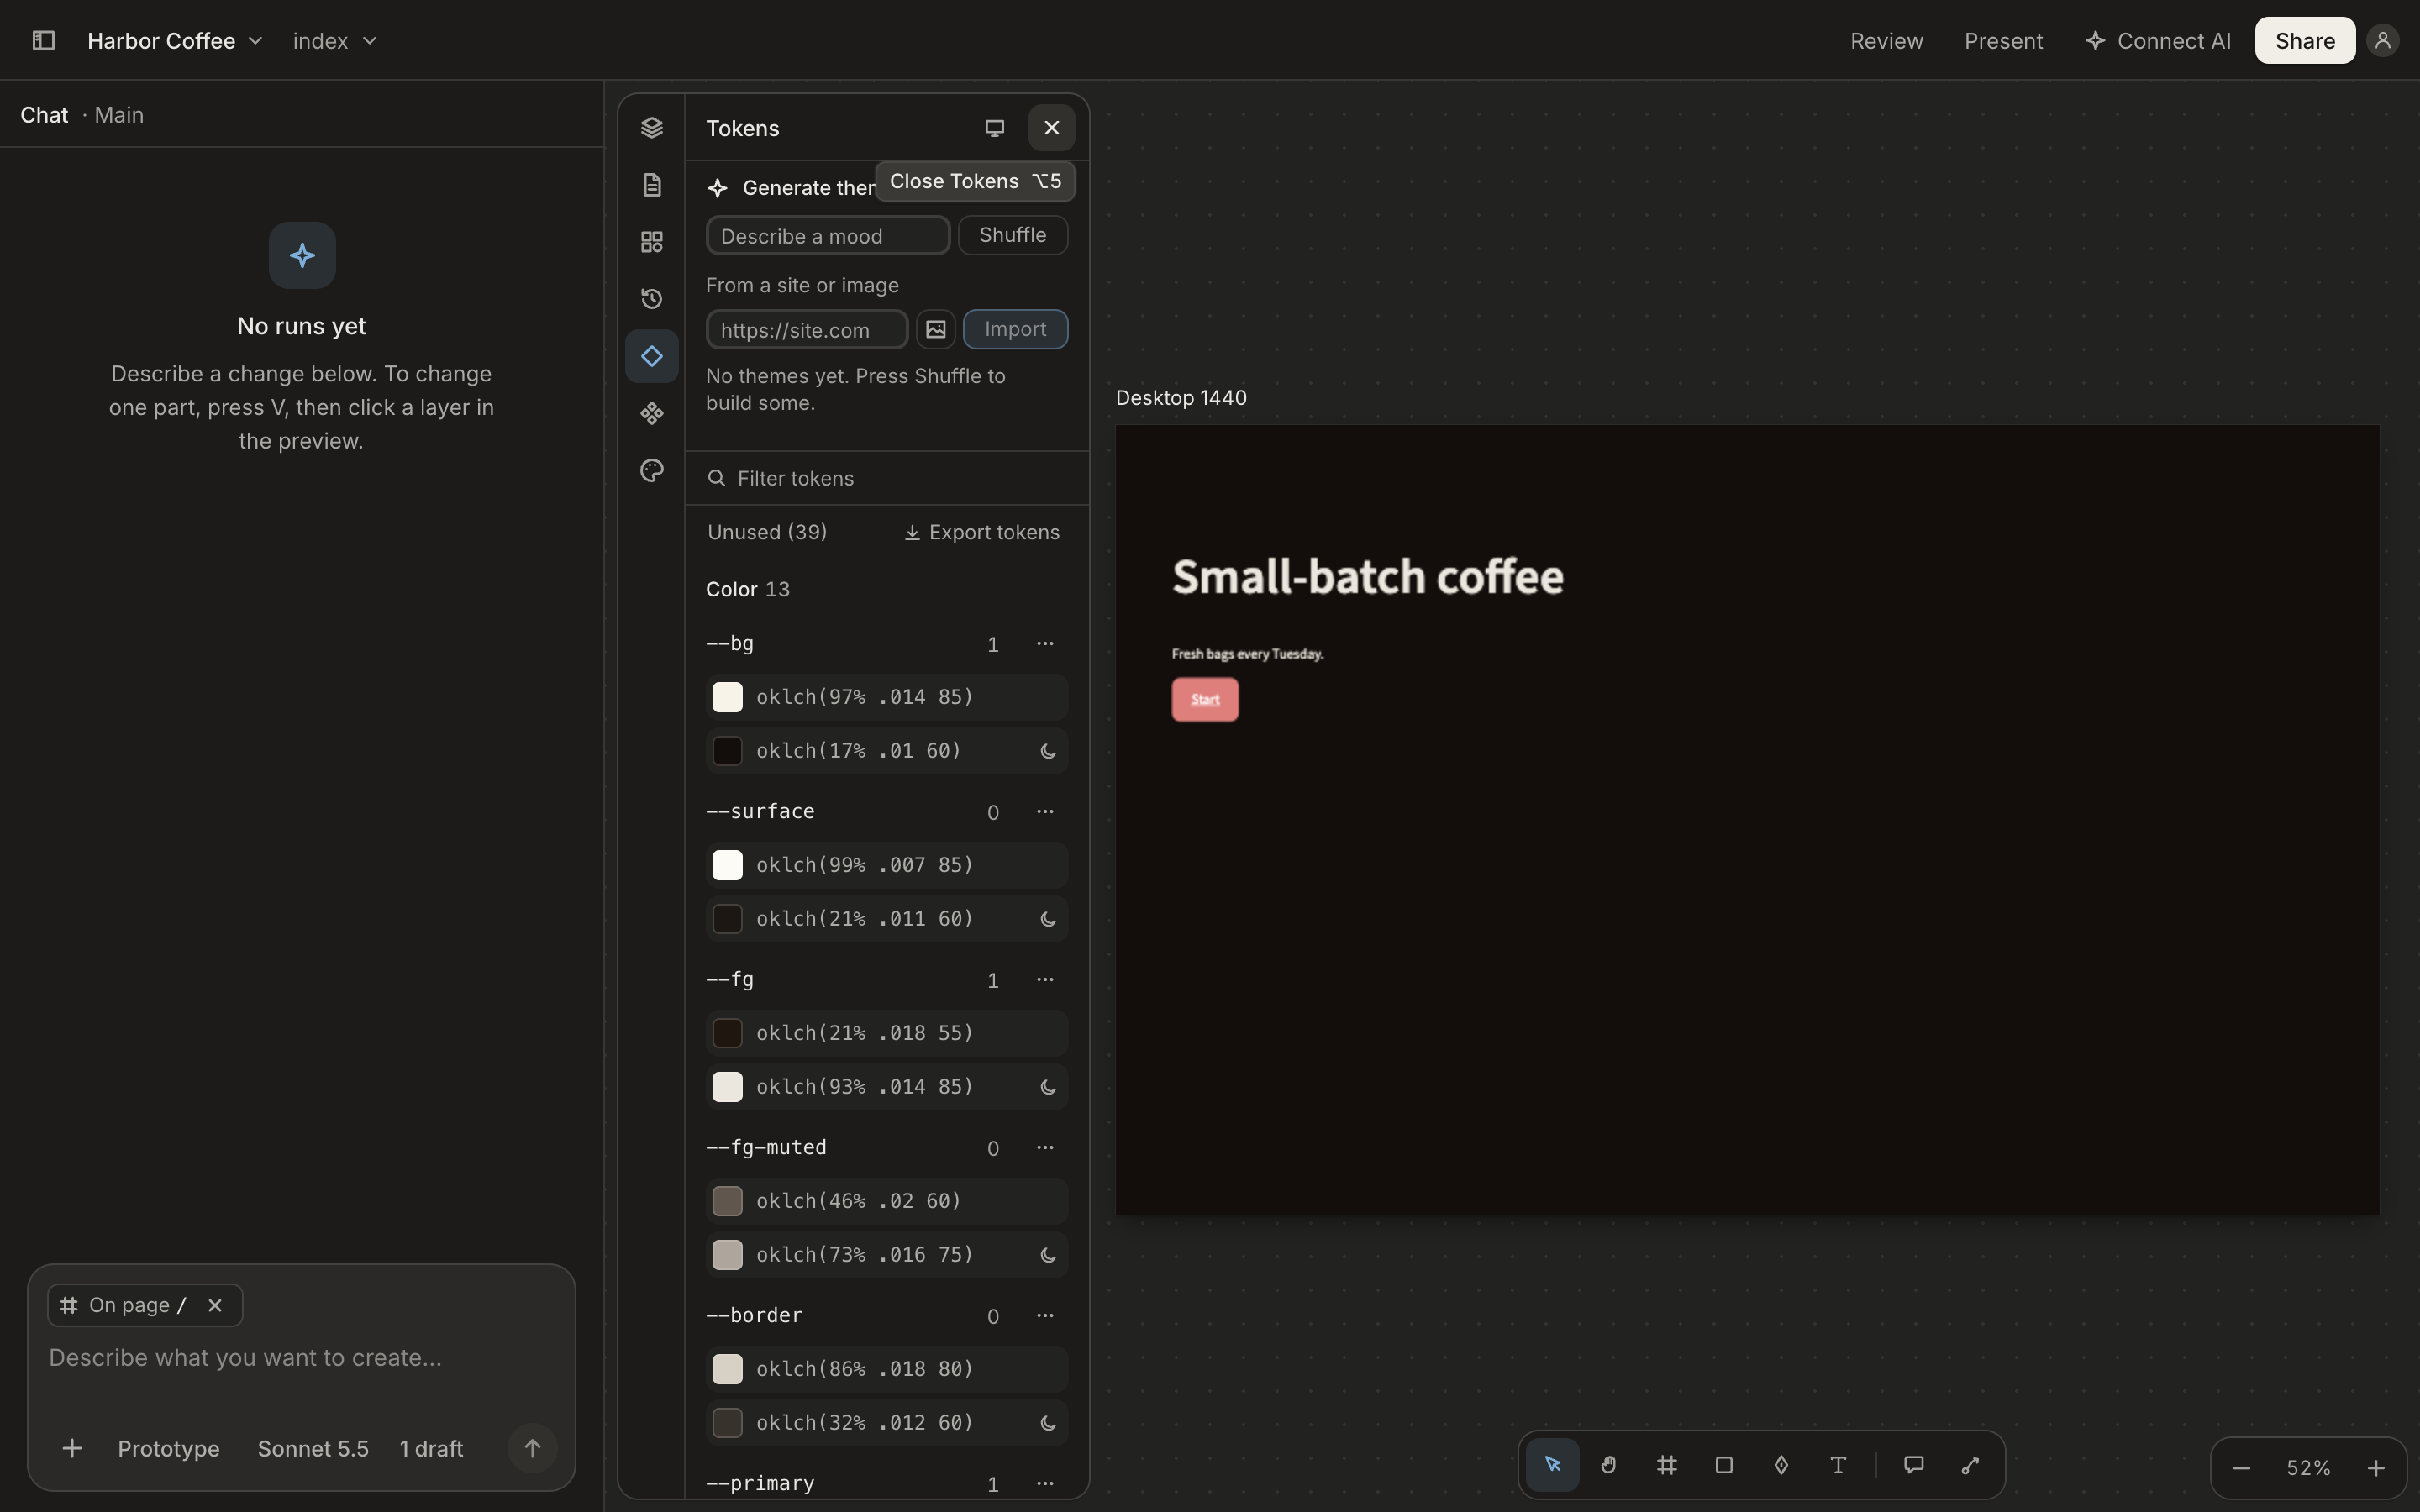 Harbor Coffee
index
Review
Present
Connect AI
Share
Chat · Main
No runs yet
Describe a change below. To change
one part, press V, then click a layer in
the preview.
On page /
Describe what you want to create...
Prototype
Sonnet 5.5
1 draft
Tokens
Close Tokens ⌥5
Generate
Describe a mood
Shuffle
From a site or image
https://site.com
Import
No themes yet. Press Shuffle to
build some.
Filter tokens
Unused (39)
Export tokens
Color 13
--bg 1
oklch(97% .014 85)
oklch(17% .01 60)
--surface 0
oklch(99% .007 85)
oklch(21% .011 60)
--fg 1
oklch(21% .018 55)
oklch(93% .014 85)
--fg-muted 0
oklch(46% .02 60)
oklch(73% .016 75)
--border 0
oklch(86% .018 80)
oklch(32% .012 60)
--primary 1
Desktop 1440
Small-batch coffee
Fresh bags every Tuesday.
Start
52%